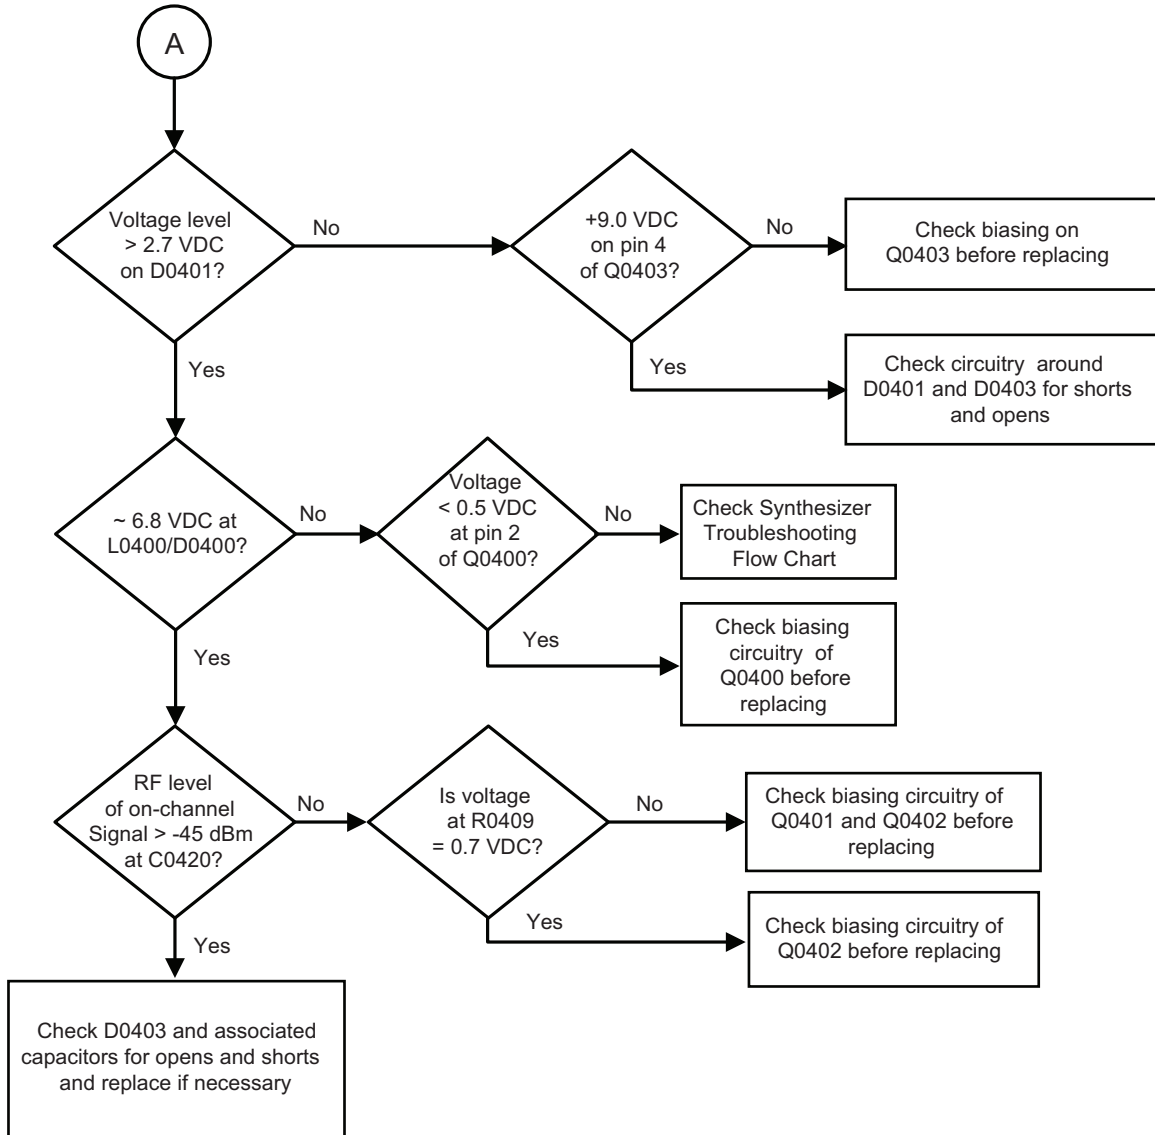 A
Voltage level
> 2.7 VDC
on D0401?
No
+9.0 VDC
on pin 4
of Q0403?
No
Check biasing on
Q0403 before replacing
Yes
Yes
Check circuitry around
D0401 and D0403 for shorts
and opens
~ 6.8 VDC at
L0400/D0400?
No
Voltage
< 0.5 VDC
at pin 2
of Q0400?
No
Check Synthesizer
Troubleshooting
Flow Chart
Yes
Yes
Check biasing
circuitry of
Q0400 before
replacing
RF level
of on-channel
Signal > -45 dBm
at C0420?
No
Is voltage
at R0409
= 0.7 VDC?
No
Check biasing circuitry of
Q0401 and Q0402 before
replacing
Yes
Yes
Check biasing circuitry of
Q0402 before replacing
Check D0403 and associated
capacitors for opens and shorts
and replace if necessary